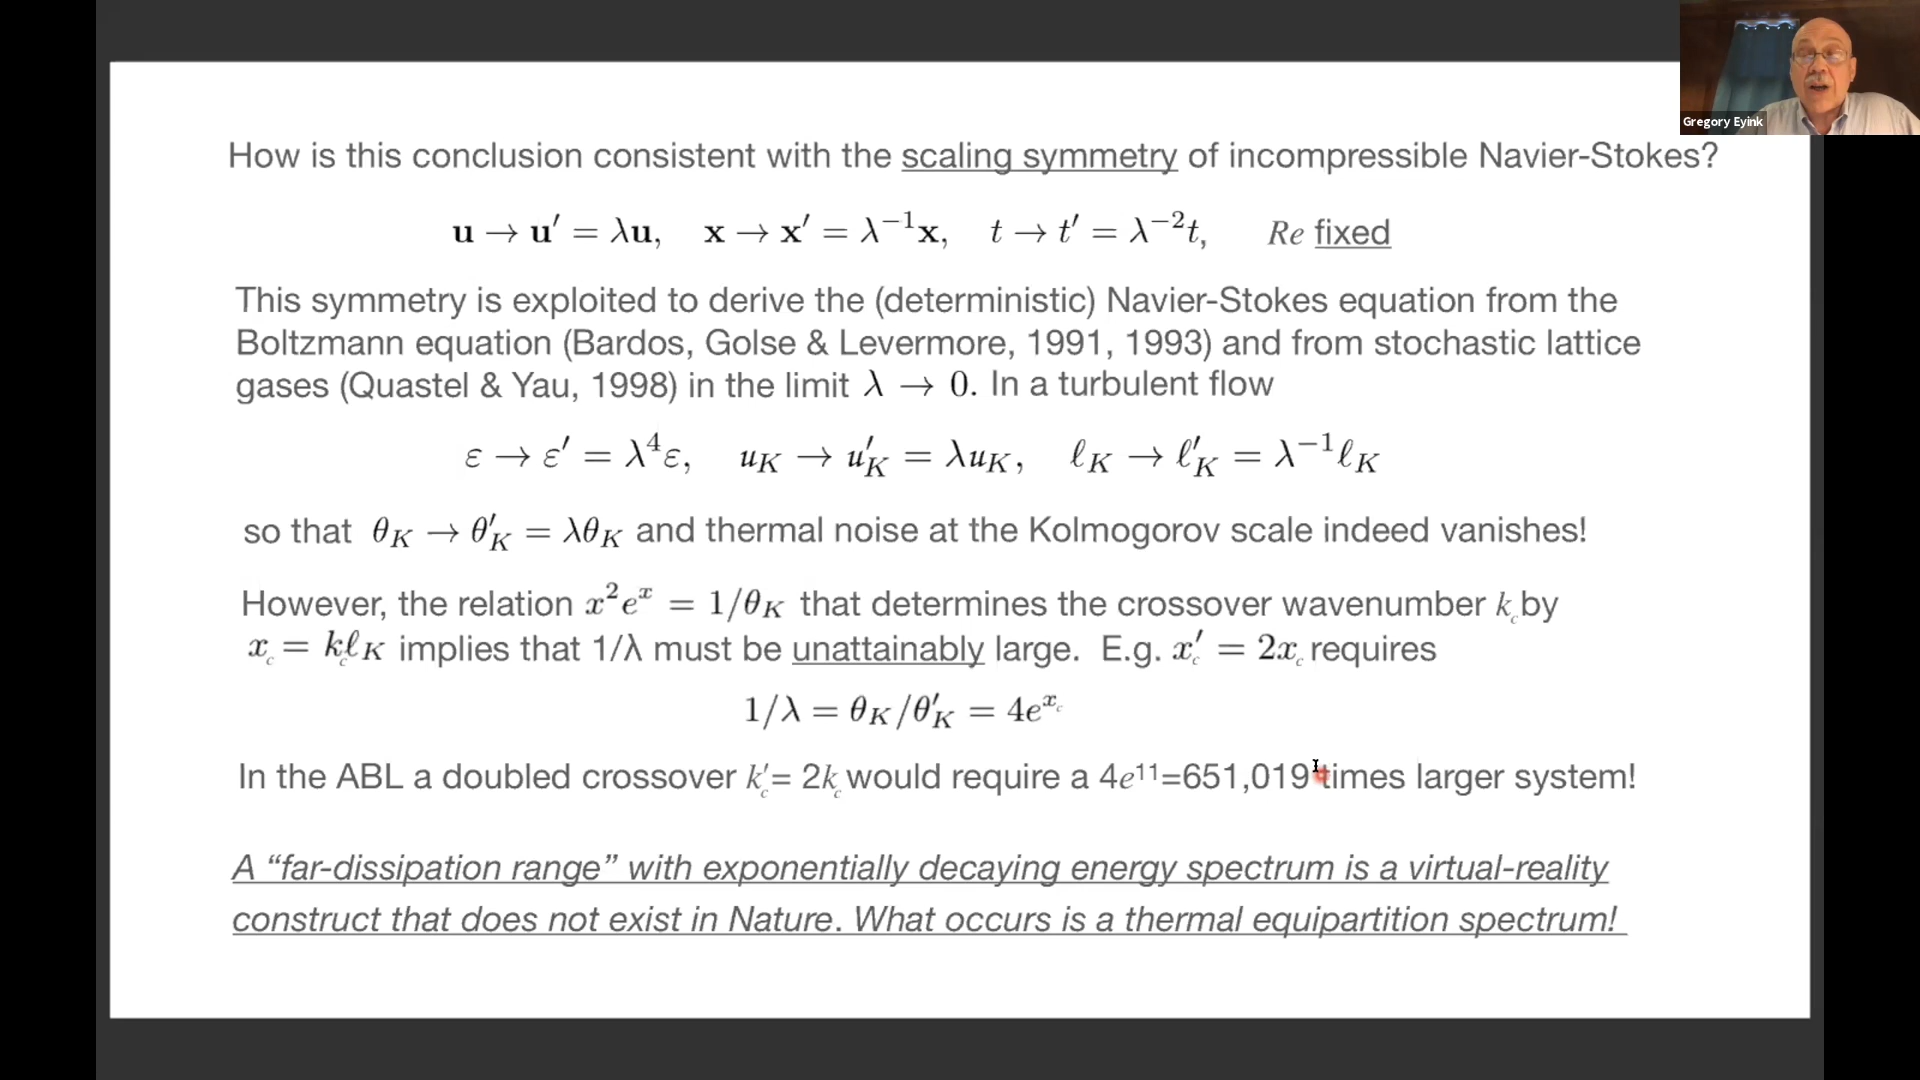 Gregory Eyink
How is this conclusion consistent with the scaling symmetry of incompressible Navier-Stokes?
u → u′ = λu, x → x′ = λ⁻¹x, t → t′ = λ⁻²t, Re fixed
This symmetry is exploited to derive the (deterministic) Navier-Stokes equation from the
Boltzmann equation (Bardos, Golse & Levermore, 1991, 1993) and from stochastic lattice
gases (Quastel & Yau, 1998) in the limit λ → 0. In a turbulent flow
ε → ε′ = λ⁴ε, u_K → u′_K = λu_K, ℓ_K → ℓ′_K = λ⁻¹ℓ_K
so that θ_K → θ′_K = λθ_K and thermal noise at the Kolmogorov scale indeed vanishes!
However, the relation x²eˣ = 1/θ_K that determines the crossover wavenumber k_c by
x_c = k_cℓ_K implies that 1/λ must be unattainably large. E.g. x′_c = 2x_c requires
1/λ = θ_K/θ′_K = 4e^{x_c}
In the ABL a doubled crossover k′_c = 2k_c would require a 4e¹¹=651,019 times larger system!
A “far-dissipation range” with exponentially decaying energy spectrum is a virtual-reality
construct that does not exist in Nature. What occurs is a thermal equipartition spectrum!